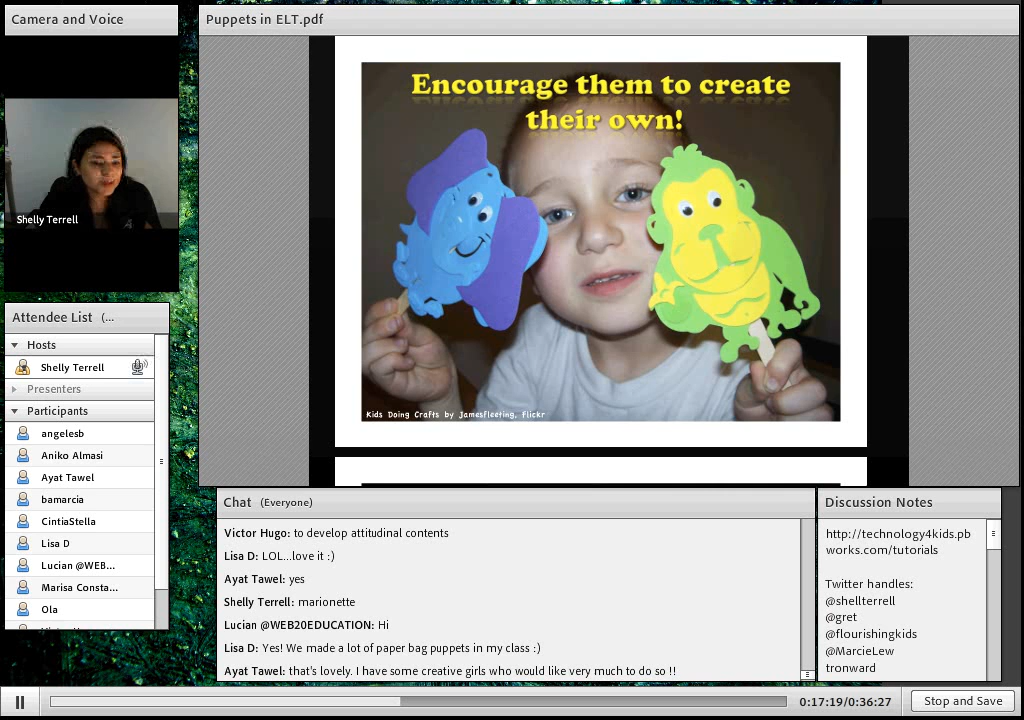 Camera and Voice
Shelly Terrell
Attendee List (...
Hosts
Shelly Terrell
Presenters
Participants
angelesb
Aniko Almasi
Ayat Tawel
bamarcia
CintiaStella
Lisa D
Lucian @WEB...
Marisa Consta...
Ola
Puppets in ELT.pdf
Encourage them to create
their own!
Kids Doing Crafts by Jamesfleeting, Flickr
Chat (Everyone)
Victor Hugo: to develop attitudinal contents
Lisa D: LOL...love it :)
Ayat Tawel: yes
Shelly Terrell: marionette
Lucian @WEB20EDUCATION: Hi
Lisa D: Yes! We made a lot of paper bag puppets in my class :)
Ayat Tawel: that's lovely. I have some creative girls who would like very much to do so !!
Discussion Notes
http://technology4kids.pb
works.com/tutorials
Twitter handles:
@shellterrell
@gret
@flourishingkids
@MarcieLew
tronward
0:17:19/0:36:27
Stop and Save